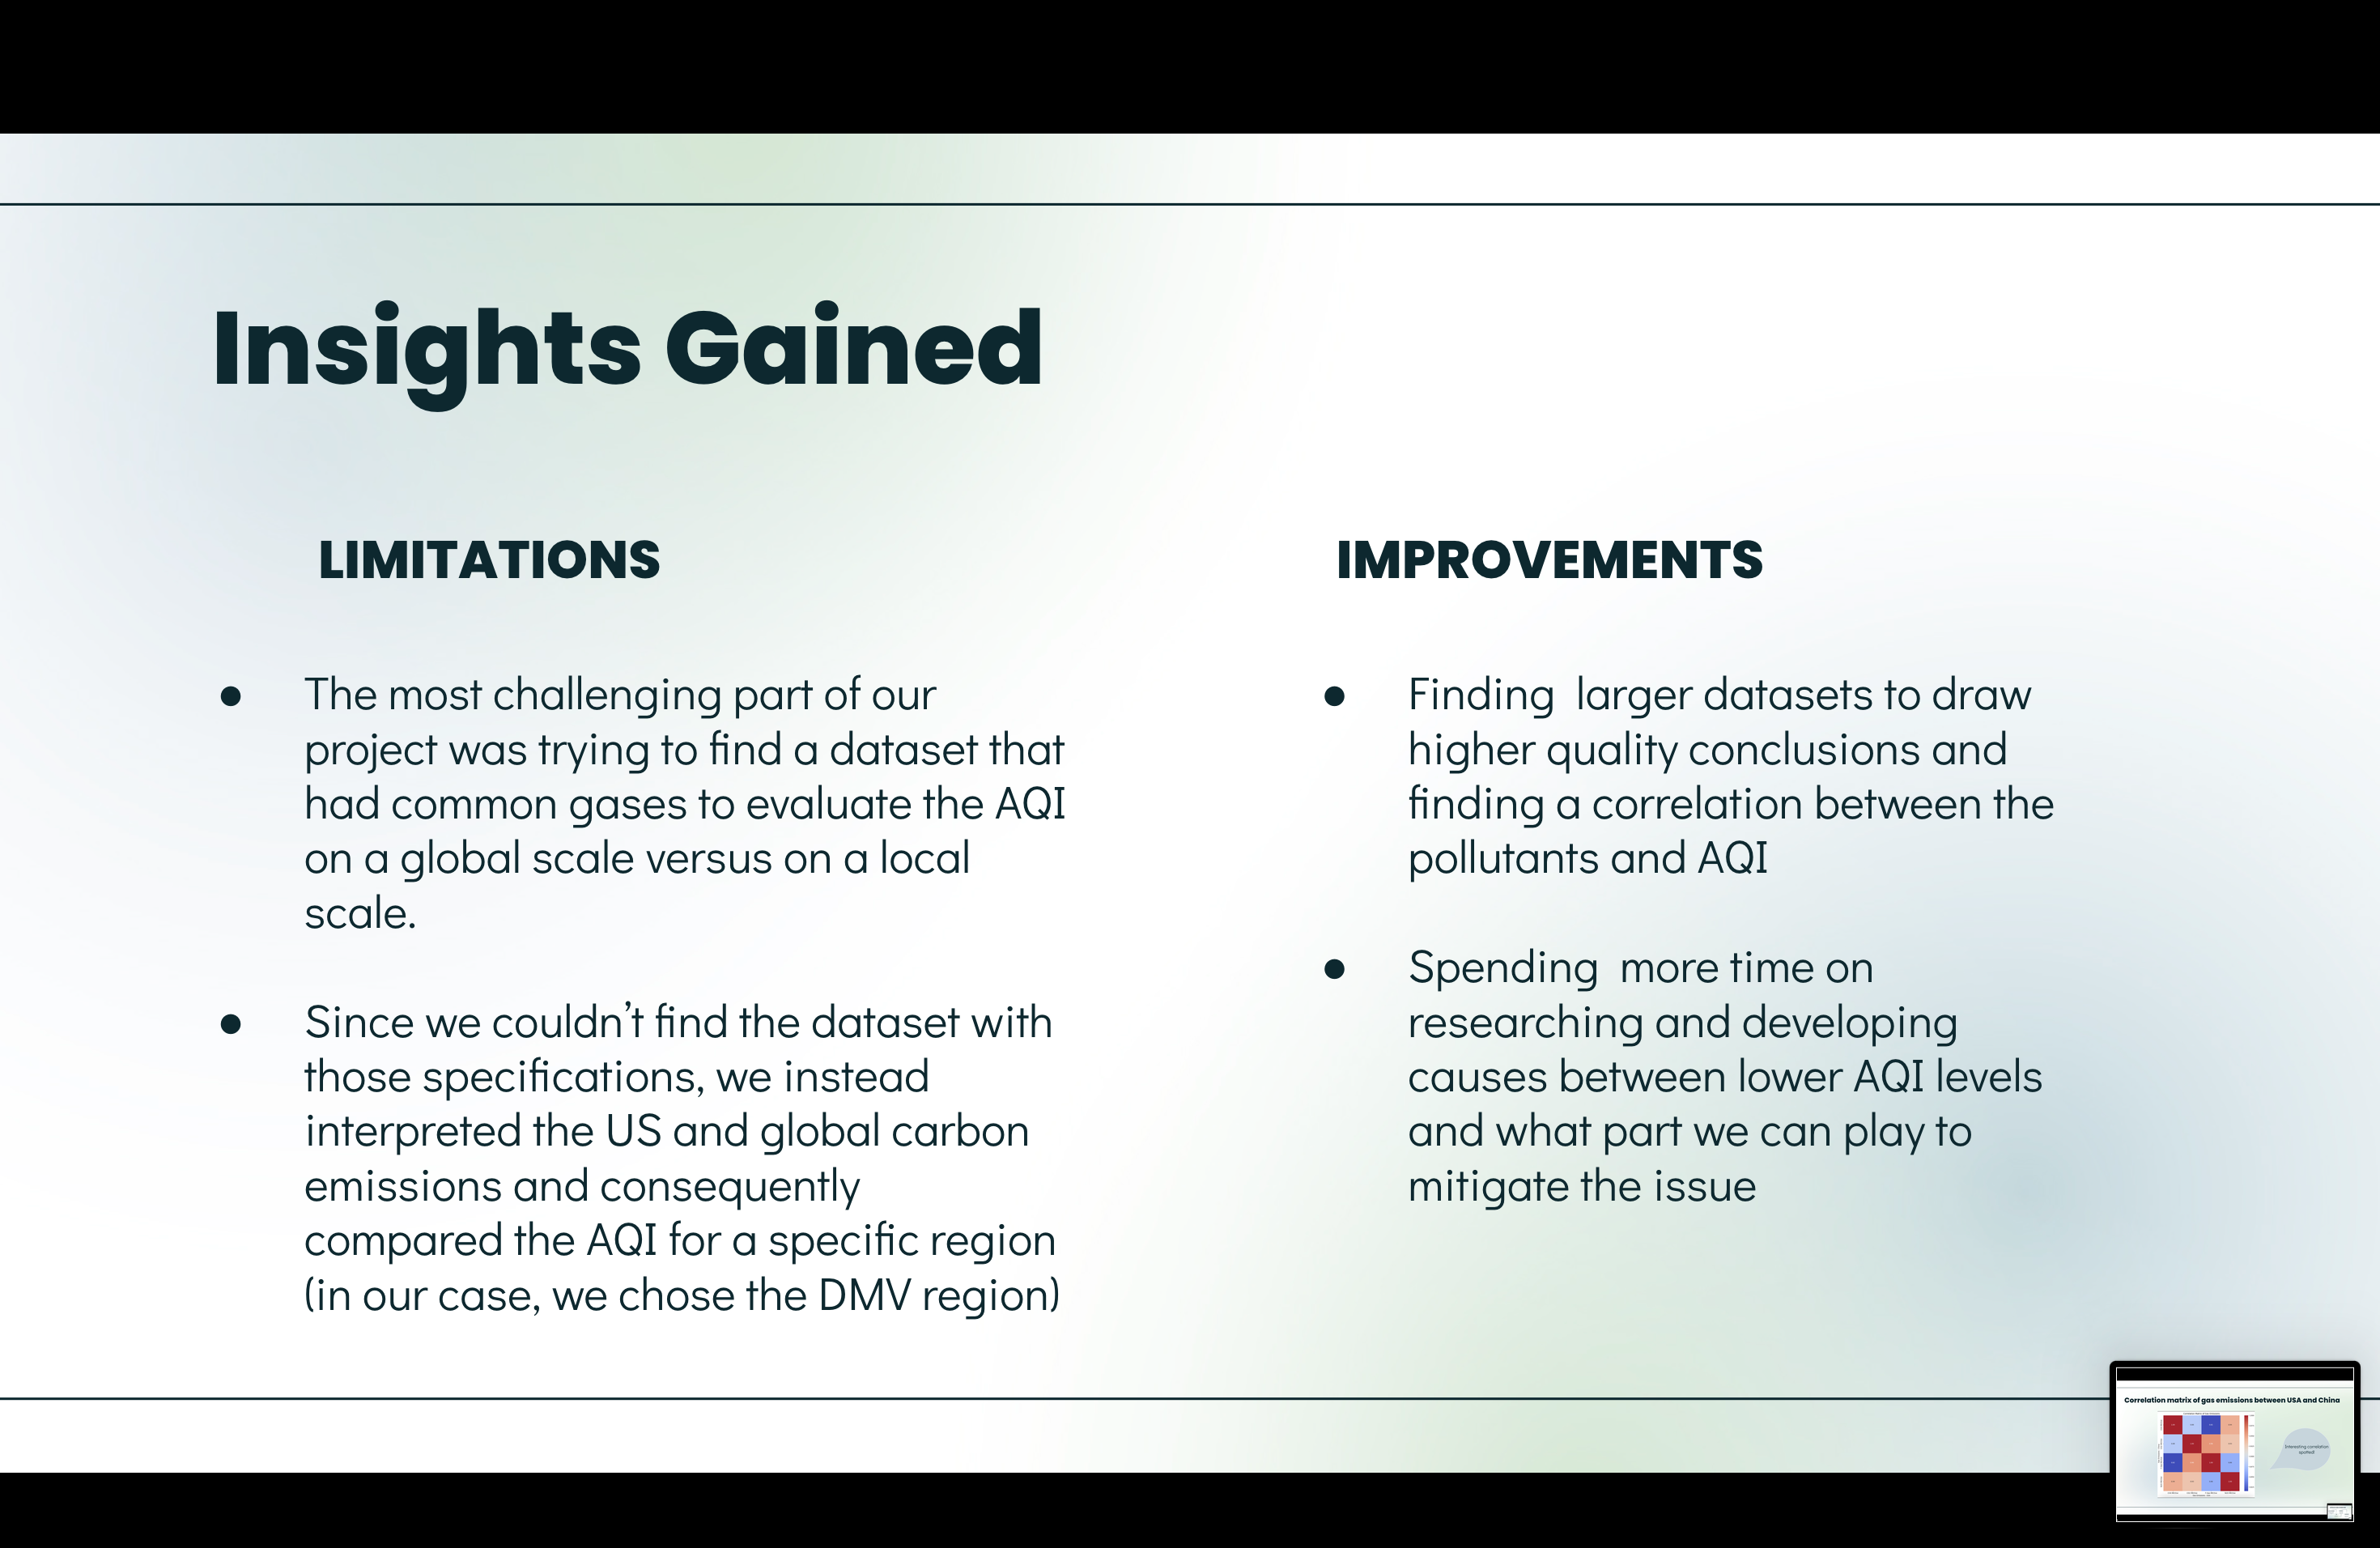 Insights Gained
LIMITATIONS
● The most challenging part of our
project was trying to find a dataset that
had common gases to evaluate the AQI
on a global scale versus on a local
scale.
● Since we couldn’t find the dataset with
those specifications, we instead
interpreted the US and global carbon
emissions and consequently
compared the AQI for a specific region
(in our case, we chose the DMV region)
IMPROVEMENTS
● Finding  larger datasets to draw
higher quality conclusions and
finding a correlation between the
pollutants and AQI
● Spending  more time on
researching and developing
causes between lower AQI levels
and what part we can play to
mitigate the issue
Correlation matrix of gas emissions between USA and China
Interesting correlation
spotted!